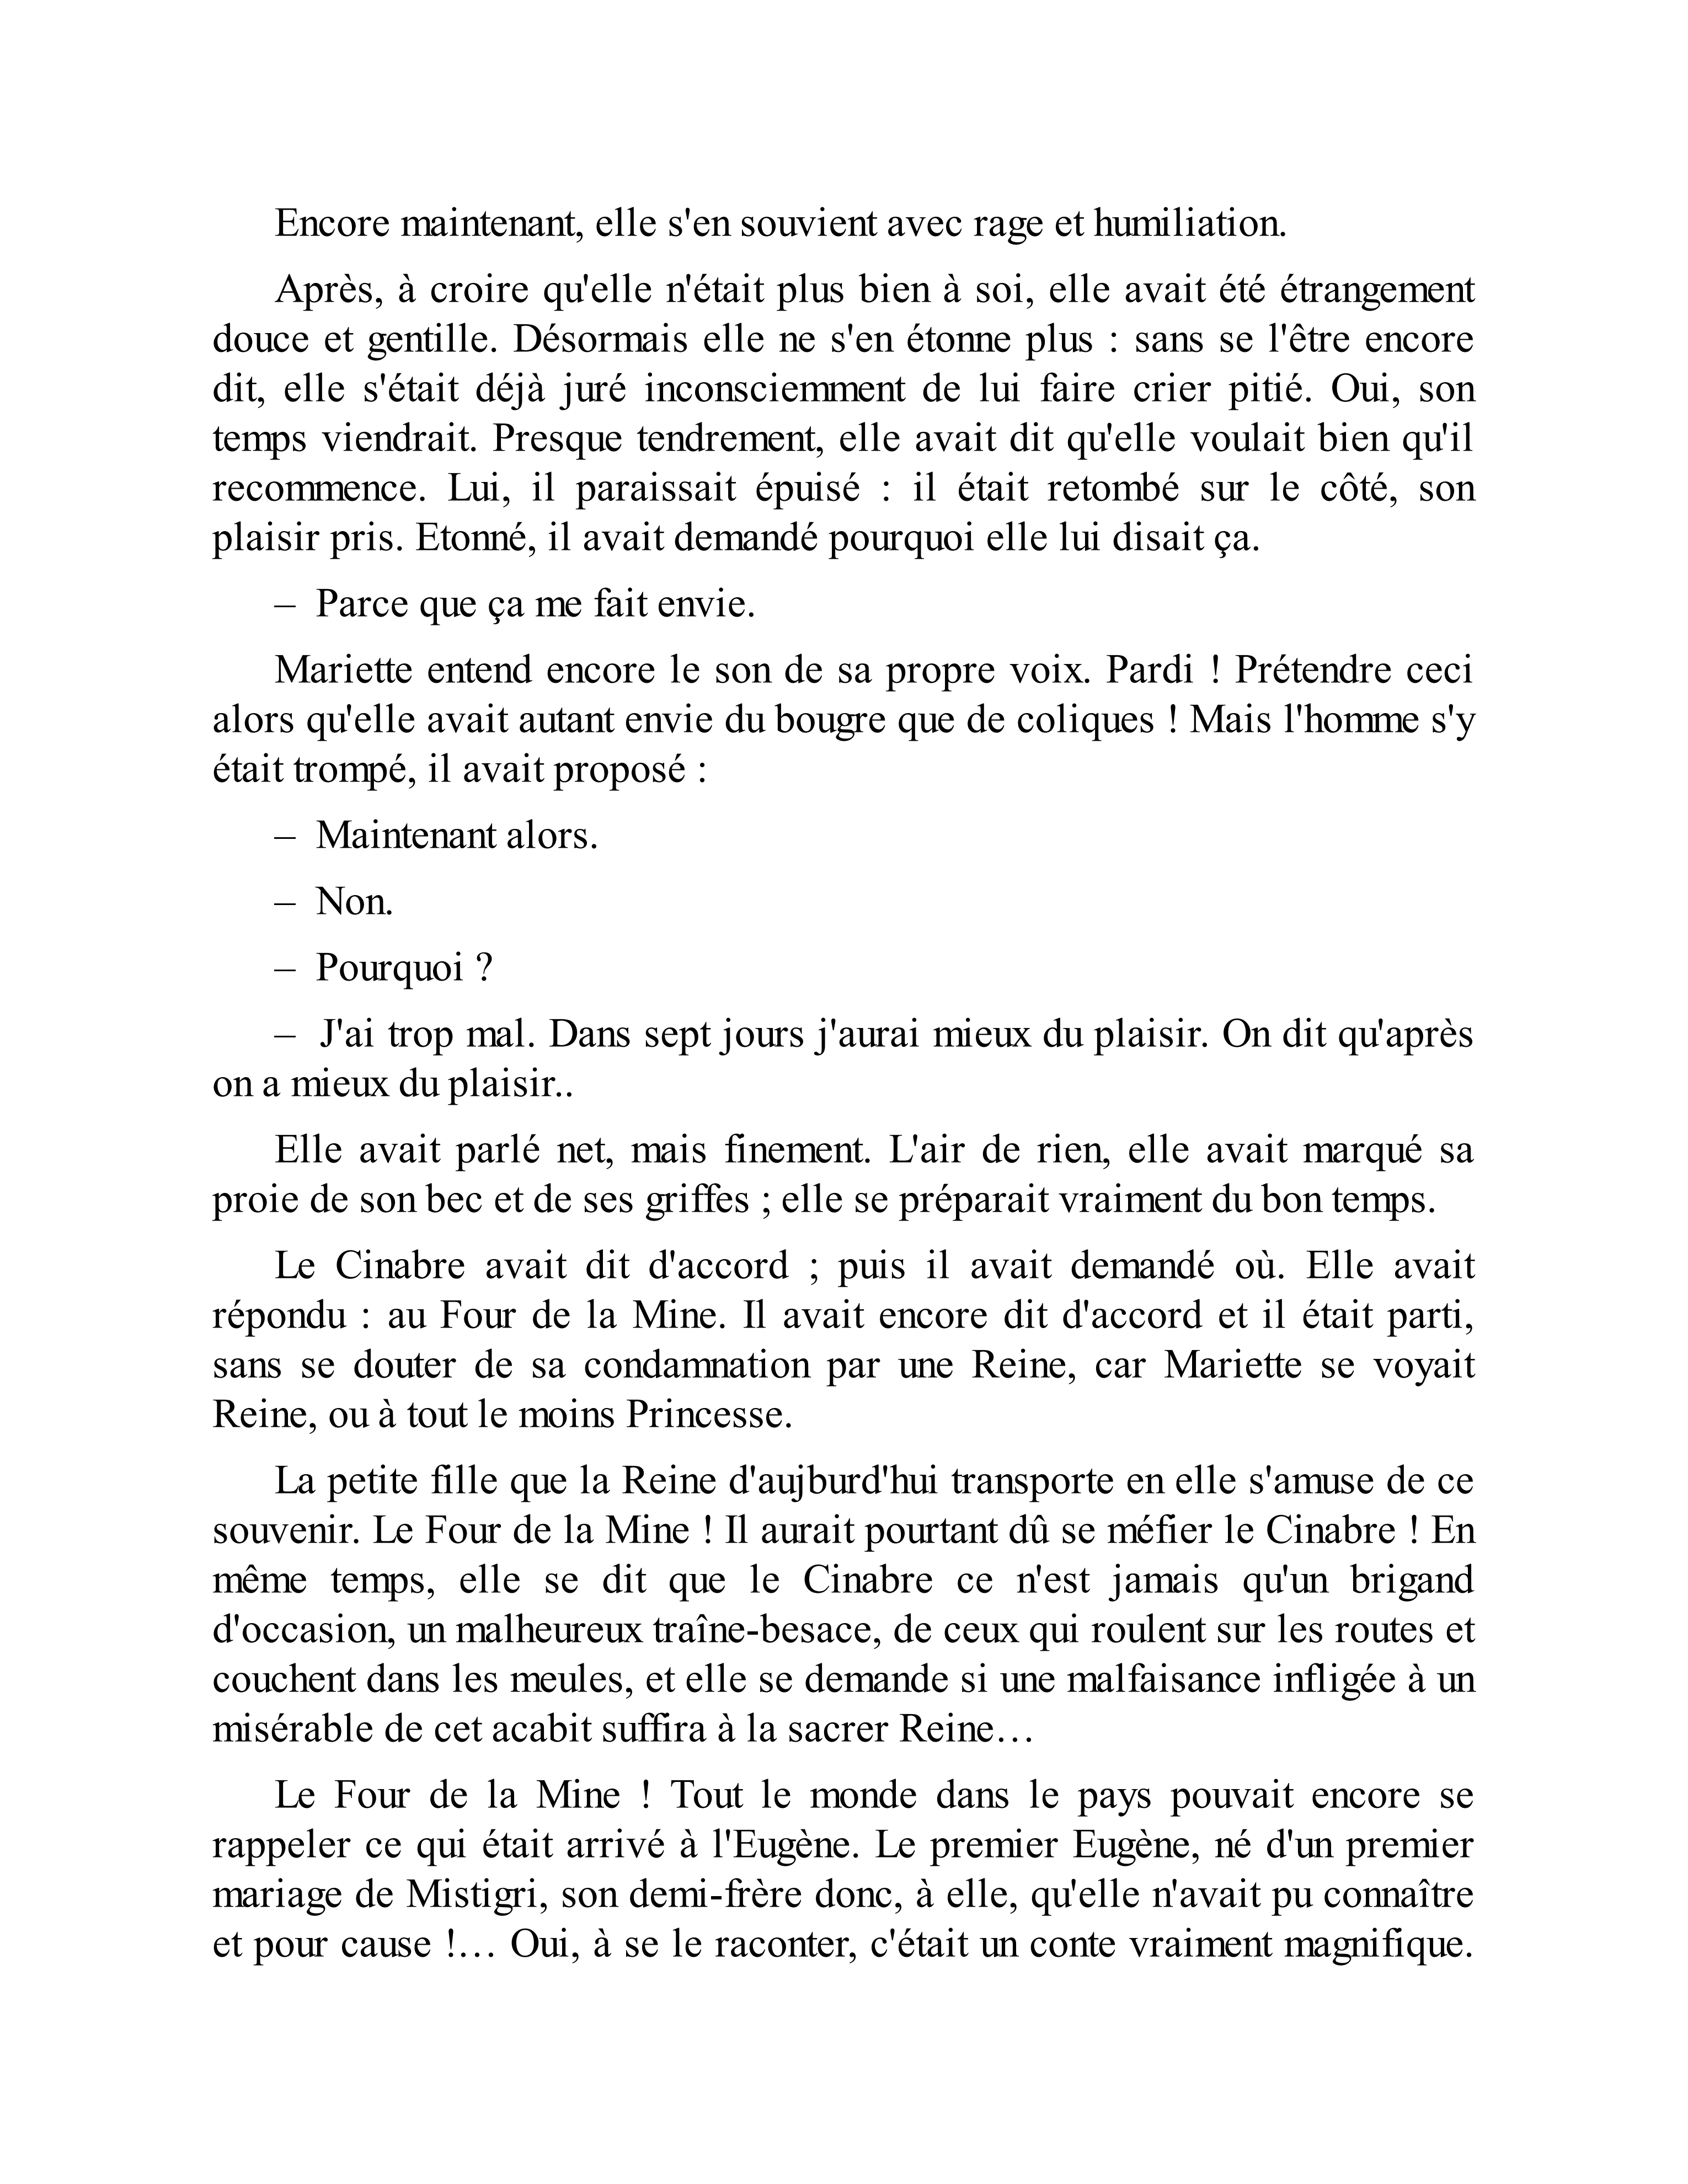 Encore maintenant, elle s'en souvient avec rage et humiliation.
Après, à croire qu'elle n'était plus bien à soi, elle avait été étrangement
douce et gentille. Désormais elle ne s'en étonne plus : sans se l'être encore
dit, elle s'était déjà juré inconsciemment de lui faire crier pitié. Oui, son
temps viendrait. Presque tendrement, elle avait dit qu'elle voulait bien qu'il
recommence. Lui, il paraissait épuisé : il était retombé sur le côté, son
plaisir pris. Etonné, il avait demandé pourquoi elle lui disait ça.
– Parce que ça me fait envie.
Mariette entend encore le son de sa propre voix. Pardi ! Prétendre ceci
alors qu'elle avait autant envie du bougre que de coliques ! Mais l'homme s'y
était trompé, il avait proposé :
– Maintenant alors.
– Non.
– Pourquoi ?
– J'ai trop mal. Dans sept jours j'aurai mieux du plaisir. On dit qu'après
on a mieux du plaisir..
Elle avait parlé net, mais finement. L'air de rien, elle avait marqué sa
proie de son bec et de ses griffes ; elle se préparait vraiment du bon temps.
Le Cinabre avait dit d'accord ; puis il avait demandé où. Elle avait
répondu : au Four de la Mine. Il avait encore dit d'accord et il était parti,
sans se douter de sa condamnation par une Reine, car Mariette se voyait
Reine, ou à tout le moins Princesse.
La petite fille que la Reine d'aujburd'hui transporte en elle s'amuse de ce
souvenir. Le Four de la Mine ! Il aurait pourtant dû se méfier le Cinabre ! En
même temps, elle se dit que le Cinabre ce n'est jamais qu'un brigand
d'occasion, un malheureux traîne-besace, de ceux qui roulent sur les routes et
couchent dans les meules, et elle se demande si une malfaisance infligée à un
misérable de cet acabit suffira à la sacrer Reine…
Le Four de la Mine ! Tout le monde dans le pays pouvait encore se
rappeler ce qui était arrivé à l'Eugène. Le premier Eugène, né d'un premier
mariage de Mistigri, son demi-frère donc, à elle, qu'elle n'avait pu connaître
et pour cause !… Oui, à se le raconter, c'était un conte vraiment magnifique.